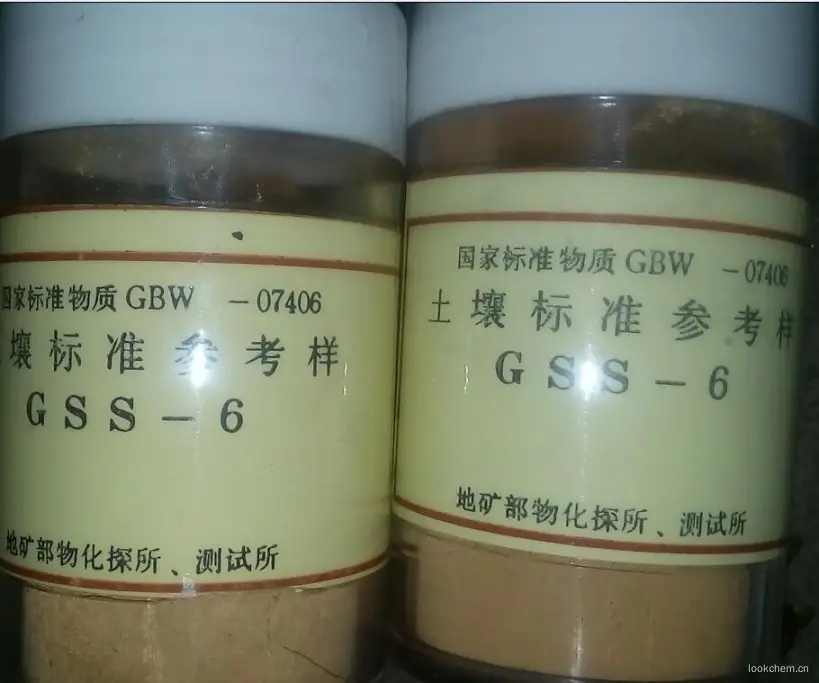 国家标准物质 GBW －07406
壤标准参考样
GSS－6
地矿部物化探所、测试所
国家标准物质 GBW －07406
土壤标准参考样
GSS－6
地矿部物化探所、测试所
lookchem.cn